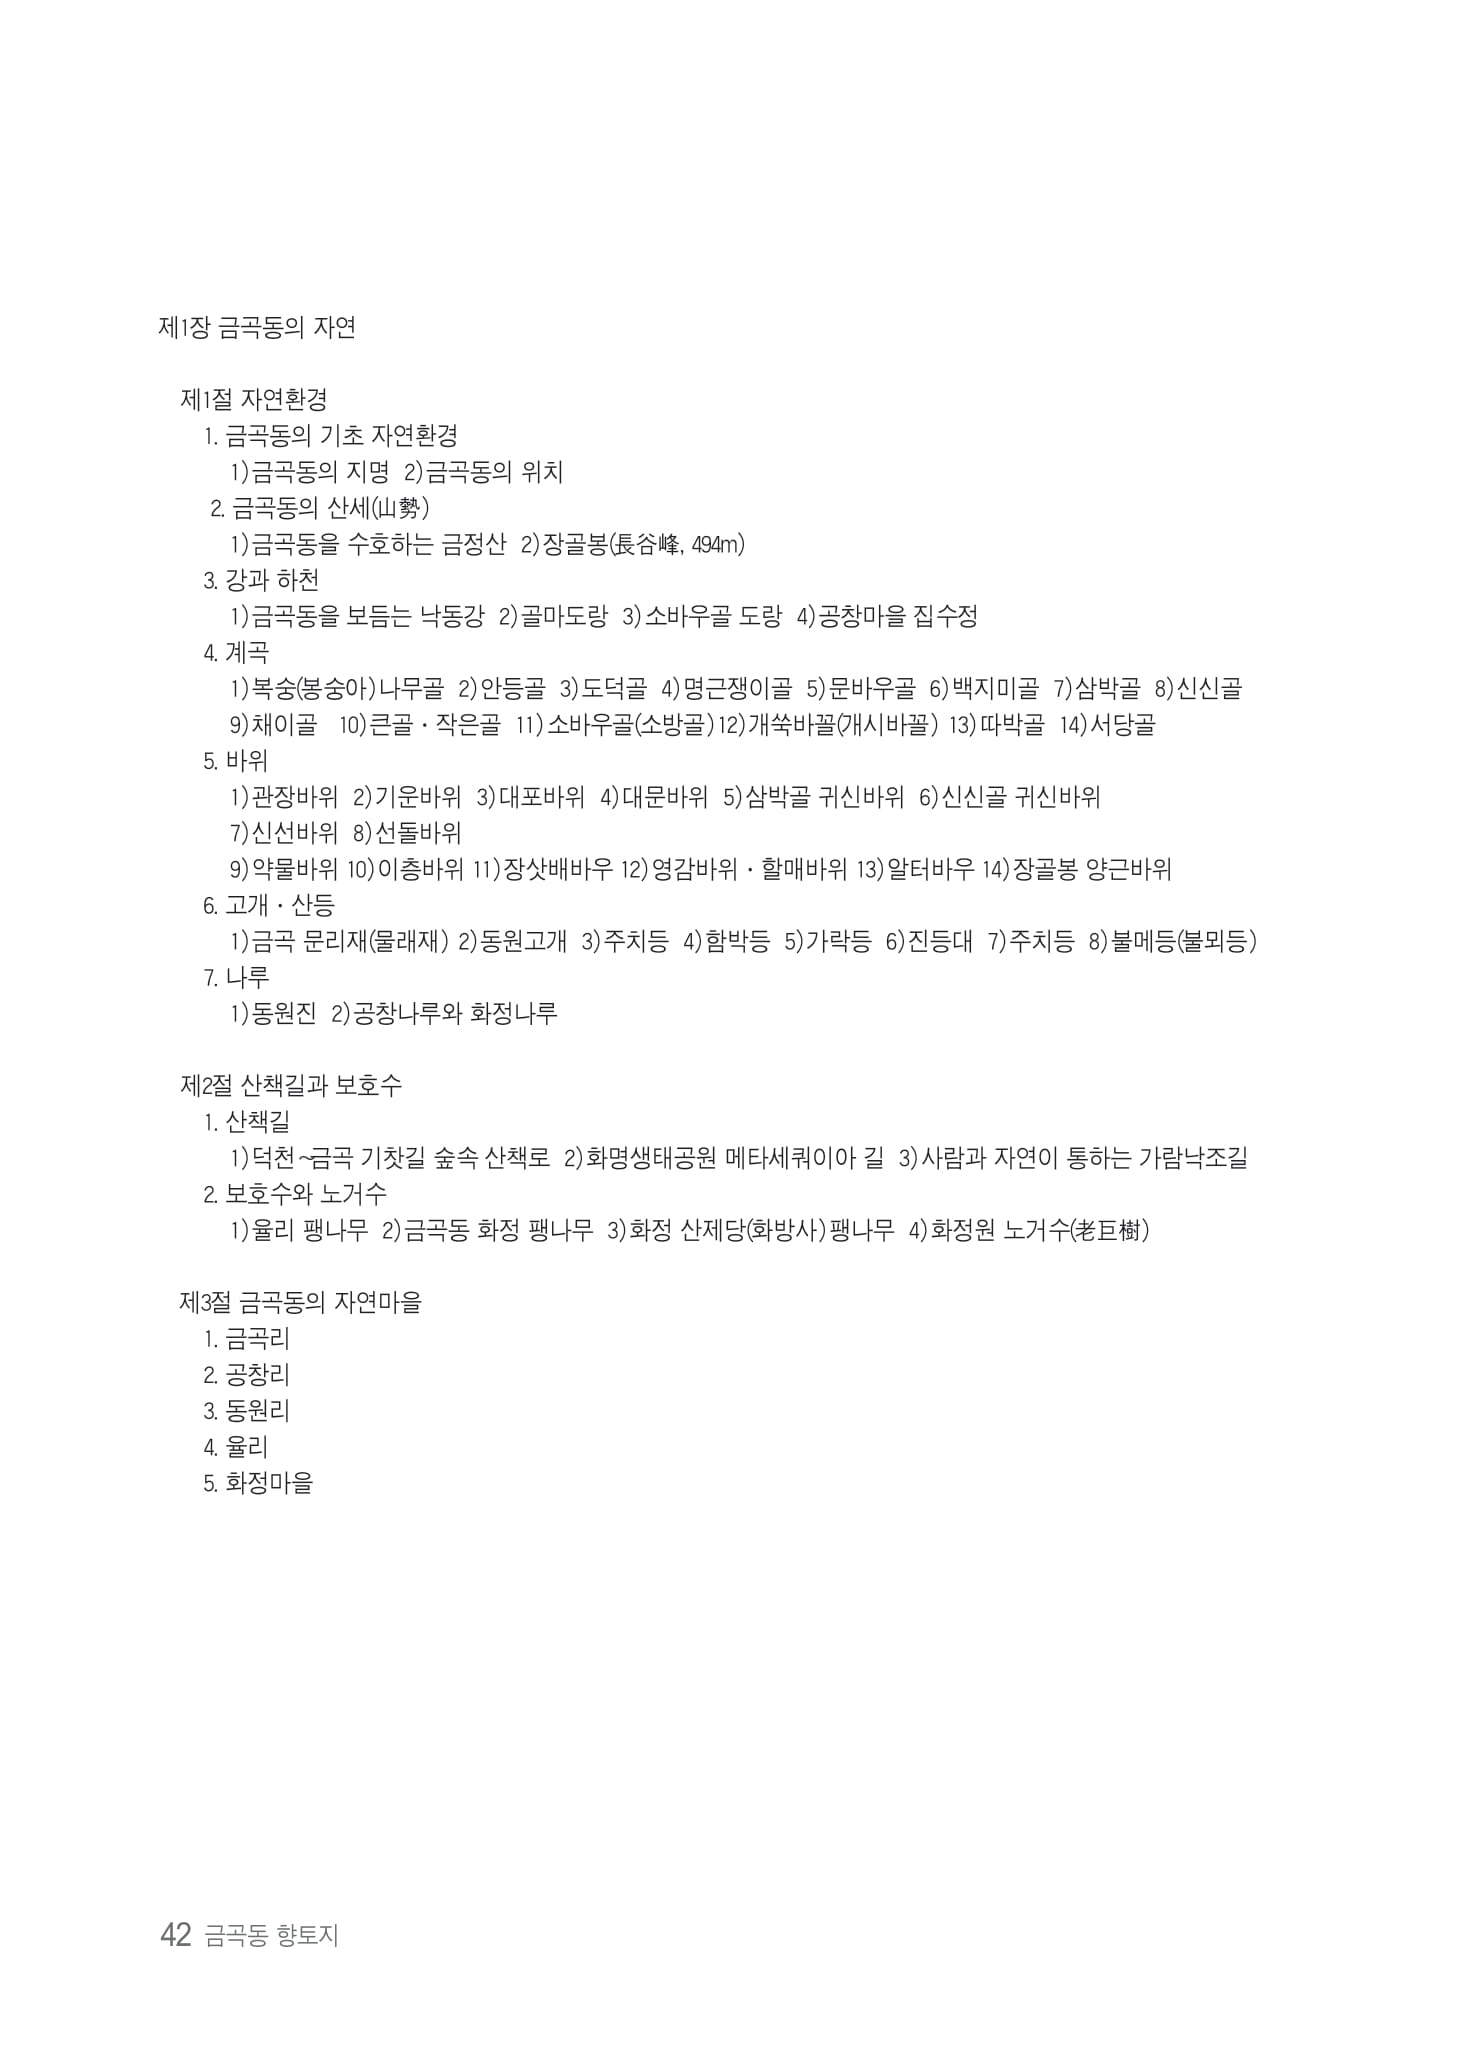 제1장 금곡동의 자연
제1절 자연환경
1. 금곡동의 기초 자연환경
1)금곡동의 지명 2)금곡동의 위치
2. 금곡동의 산세(山勢)
1)금곡동을 수호하는 금정산 2)장골봉(長谷峰, 494m)
3. 강과 하천
1)금곡동을 보듬는 낙동강 2)골마도랑 3)소바우골 도랑 4)공창마을 집수정
4. 계곡
1)복숭(봉숭아)나무골 2)안등골 3)도덕골 4)명근쟁이골 5)문바우골 6)백지미골 7)삼박골 8)신신골
9)채이골 10)큰골·작은골 11)소바우골(소방골) 12)개쑥바꼴(개시바꼴) 13)따박골 14)서당골
5. 바위
1)관장바위 2)기운바위 3)대포바위 4)대문바위 5)삼박골 귀신바위 6)신신골 귀신바위
7)신선바위 8)선돌바위
9)약물바위 10)이층바위 11)장삿배바우 12)영감바위·할매바위 13)알터바우 14)장골봉 양근바위
6. 고개·산등
1)금곡 문리재(물래재) 2)동원고개 3)주치등 4)함박등 5)가락등 6)진등대 7)주치등 8)불메등(불뫼등)
7. 나루
1)동원진 2)공창나루와 화정나루
제2절 산책길과 보호수
1. 산책길
1)덕천~금곡 기찻길 숲속 산책로 2)화명생태공원 메타세쿼이아 길 3)사람과 자연이 통하는 가람낙조길
2. 보호수와 노거수
1)율리 팽나무 2)금곡동 화정 팽나무 3)화정 산제당(화방사)팽나무 4)화정원 노거수(老巨樹)
제3절 금곡동의 자연마을
1. 금곡리
2. 공창리
3. 동원리
4. 율리
5. 화정마을
42 금곡동 향토지